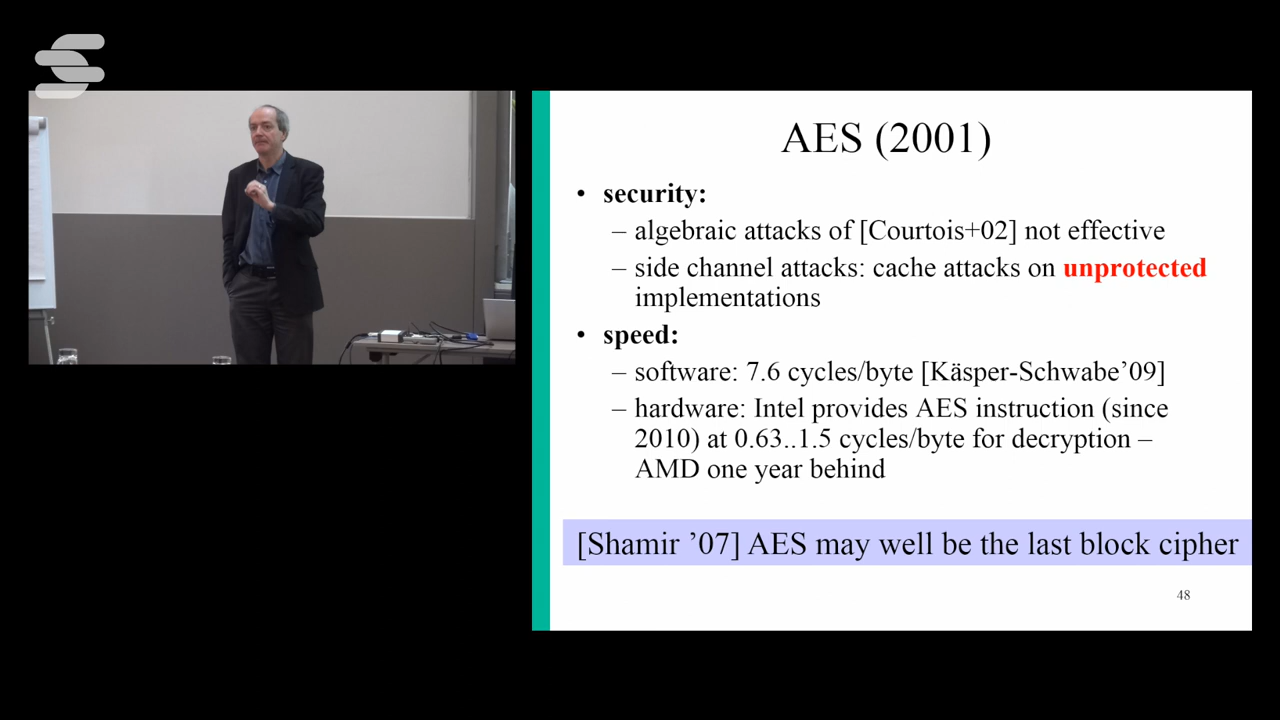 AES (2001)
• security:
– algebraic attacks of [Courtois+02] not effective
– side channel attacks: cache attacks on unprotected
implementations
• speed:
– software: 7.6 cycles/byte [Käsper-Schwabe’09]
– hardware: Intel provides AES instruction (since
2010) at 0.63..1.5 cycles/byte for decryption –
AMD one year behind
[Shamir ’07] AES may well be the last block cipher
48